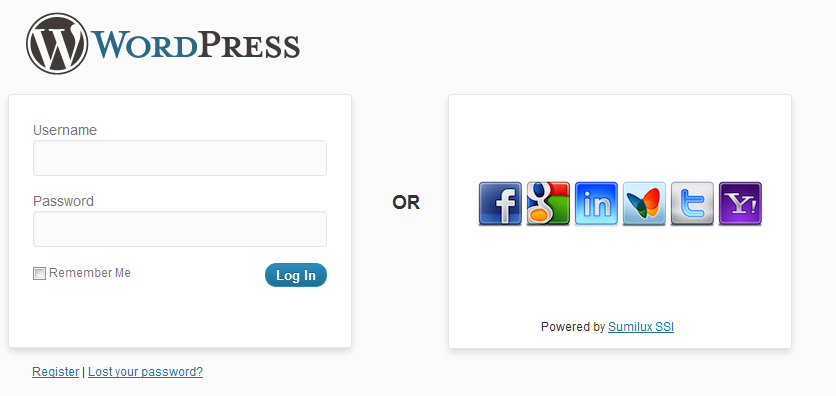 WORDPRESS
Username
Password
Remember Me
Log In
OR
f g in t Y!
Powered by Sumilux SSI
Register | Lost your password?